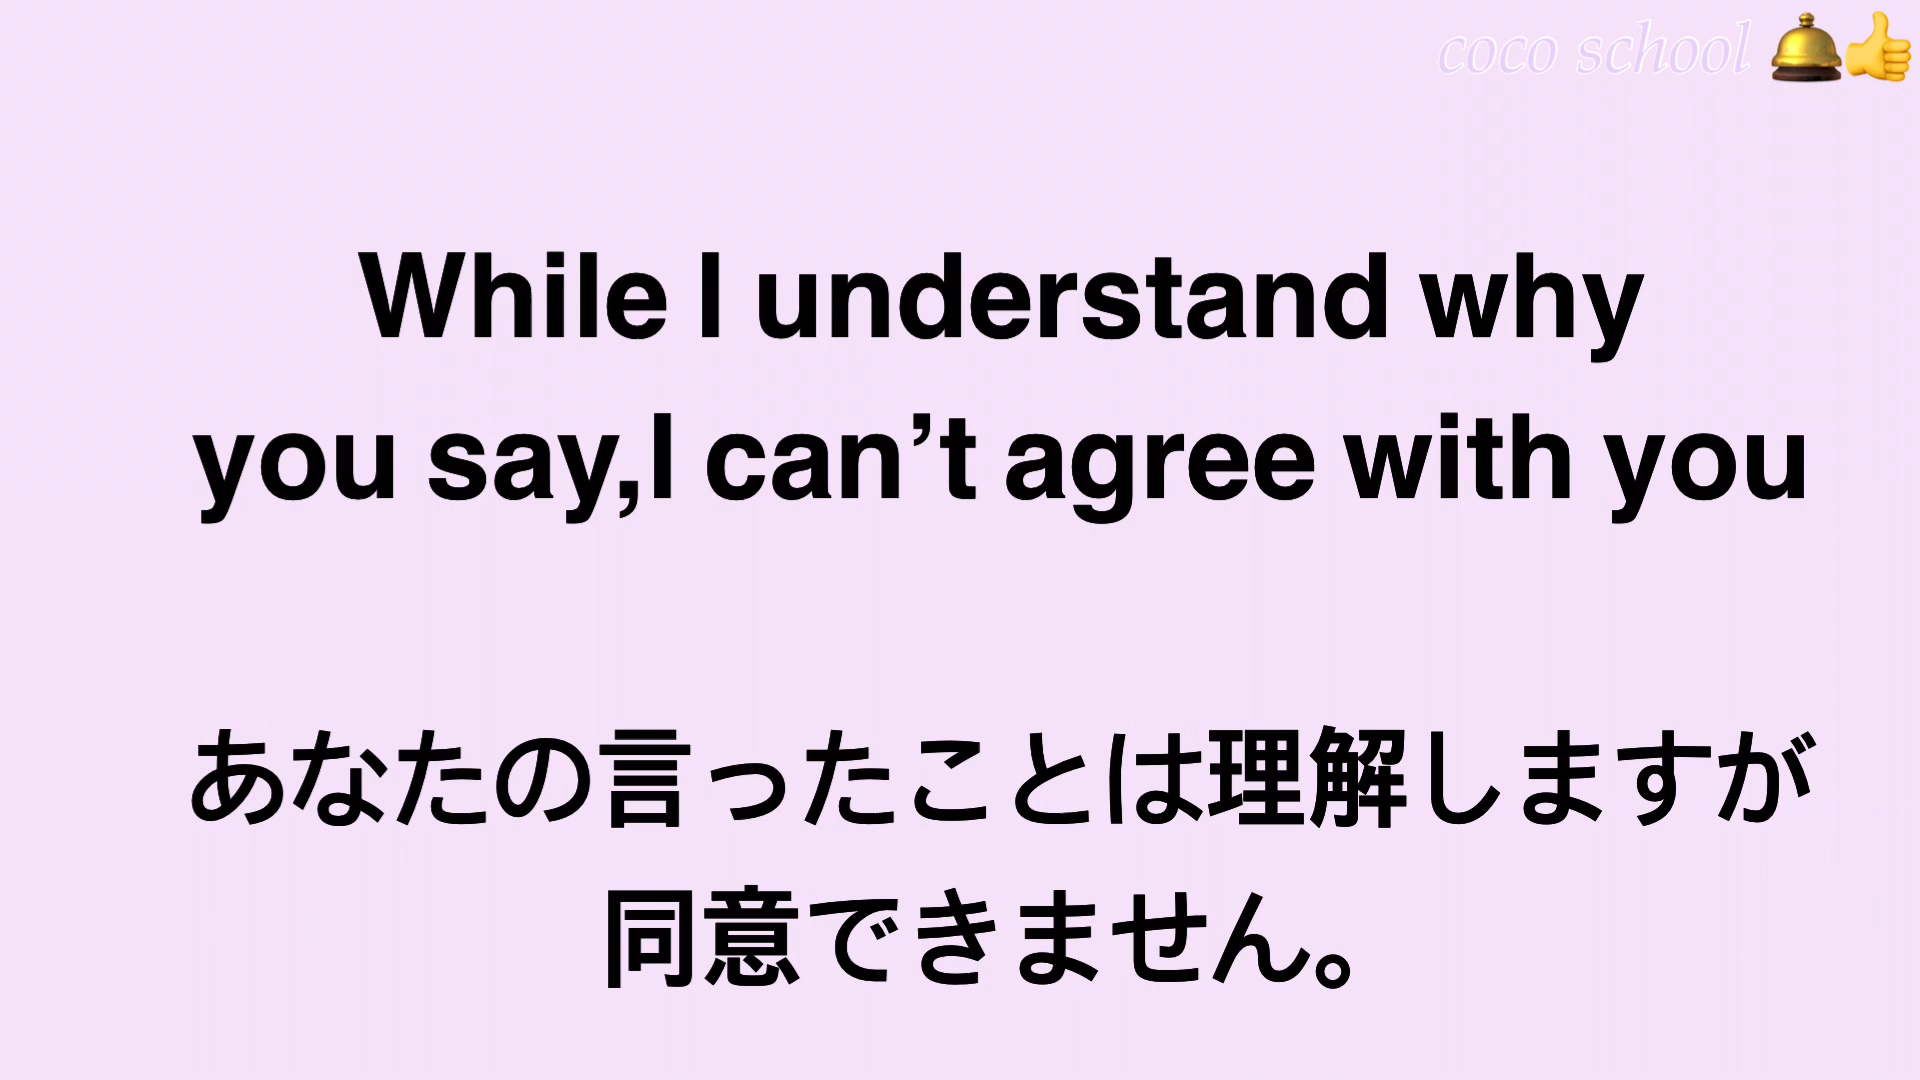 coco school 🛎👍
While I understand why
you say,I can’t agree with you
あなたの言ったことは理解しますが
同意できません。